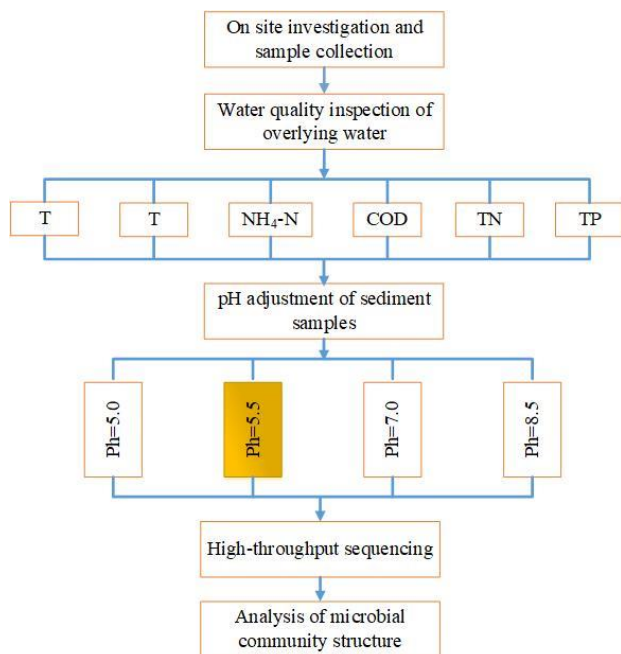 On site investigation and
sample collection
Water quality inspection of
overlying water
T
T
NH₄-N
COD
TN
TP
pH adjustment of sediment
samples
Ph=5.0
Ph=5.5
Ph=7.0
Ph=8.5
High-throughput sequencing
Analysis of microbial
community structure